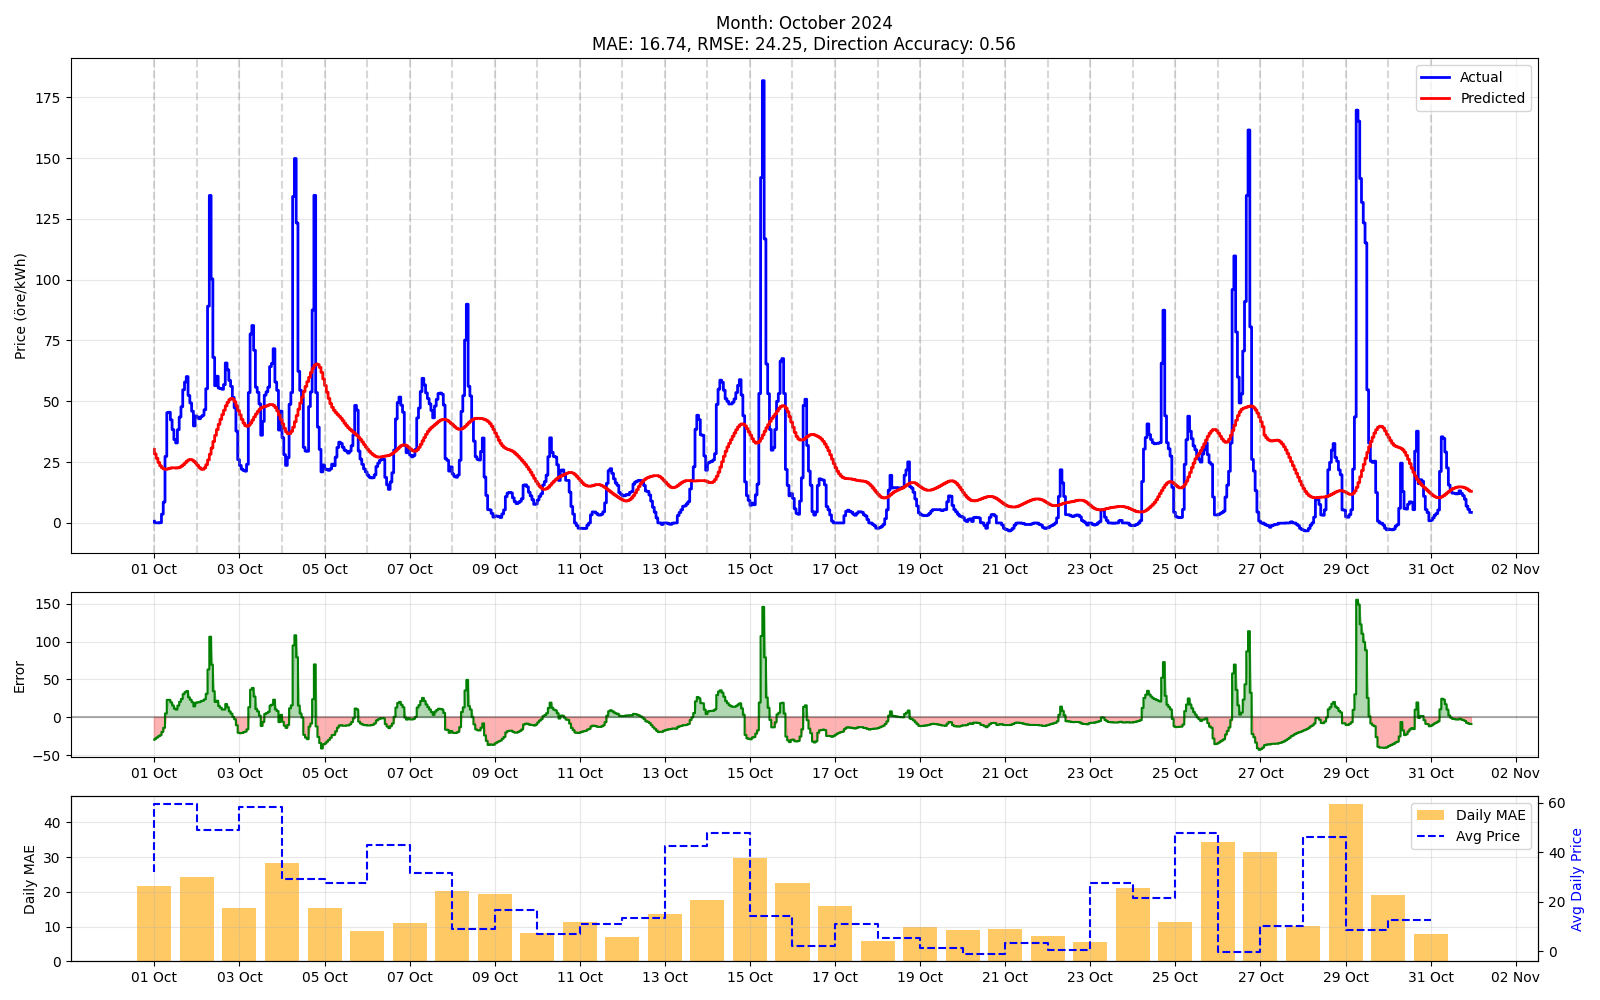 Month: October 2024
MAE: 16.74, RMSE: 24.25, Direction Accuracy: 0.56
Price (öre/kWh)
175
150
125
100
75
50
25
0
Actual
Predicted
01 Oct 03 Oct 05 Oct 07 Oct 09 Oct 11 Oct 13 Oct 15 Oct 17 Oct 19 Oct 21 Oct 23 Oct 25 Oct 27 Oct 29 Oct 31 Oct 02 Nov
Error
150
100
50
0
−50
01 Oct 03 Oct 05 Oct 07 Oct 09 Oct 11 Oct 13 Oct 15 Oct 17 Oct 19 Oct 21 Oct 23 Oct 25 Oct 27 Oct 29 Oct 31 Oct 02 Nov
Daily MAE
40
30
20
10
0
Daily MAE
Avg Price
60
40
20
0
Avg Daily Price
01 Oct 03 Oct 05 Oct 07 Oct 09 Oct 11 Oct 13 Oct 15 Oct 17 Oct 19 Oct 21 Oct 23 Oct 25 Oct 27 Oct 29 Oct 31 Oct 02 Nov